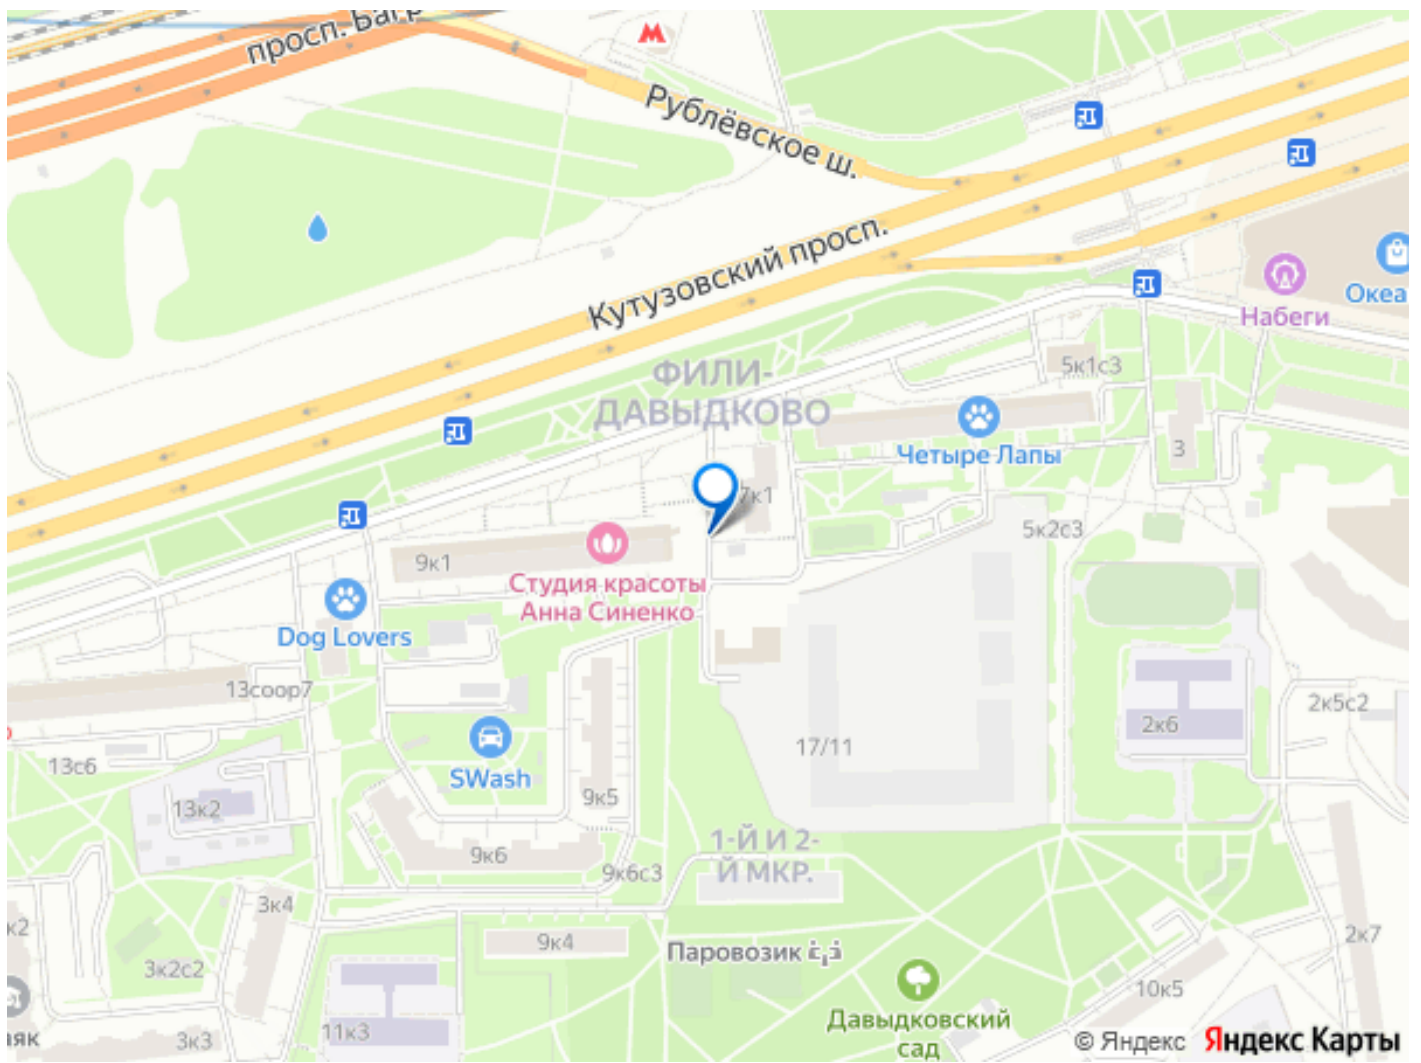 просп. Багр
Рублёвское ш.
Кутузовский просп.
Набеги
Океа
ФИЛИ-
ДАВЫДКОВО
5к1с3
Четыре Лапы
3
7к1
5к2с3
9к1
Студия красоты
Анна Синенко
Dog Lovers
13соор7
2к5с2
2к6
17/11
13с6
SWash
13к2
9к5
1-Й И 2-
Й МКР.
9к6
9к6с3
3к4
к2
9к4
2к7
Паровозик
3к2с2
10к5
Давыдковский
сад
11к3
3к3
аяк
© Яндекс Яндекс Карты